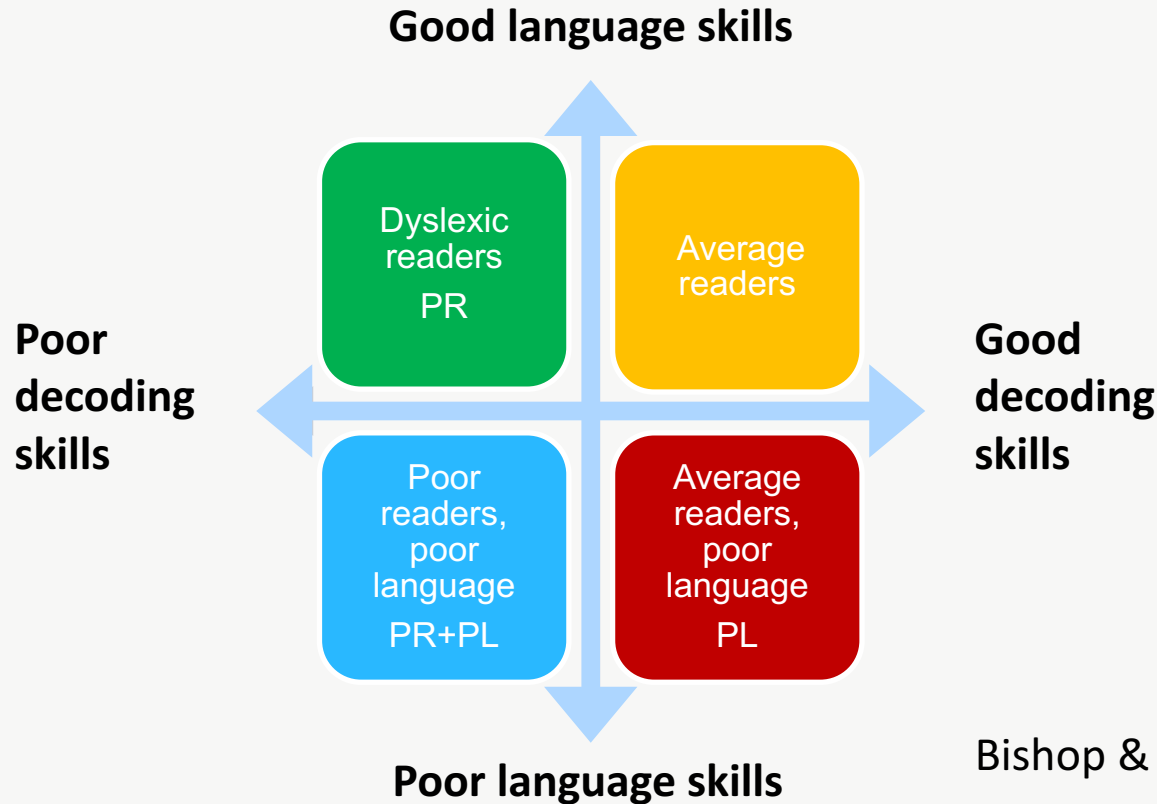 Good language skills
Dyslexic
readers
PR
Average
readers
Poor
decoding
skills
Good
decoding
skills
Poor
readers,
poor
language
PR+PL
Average
readers,
poor
language
PL
Poor language skills
Bishop &